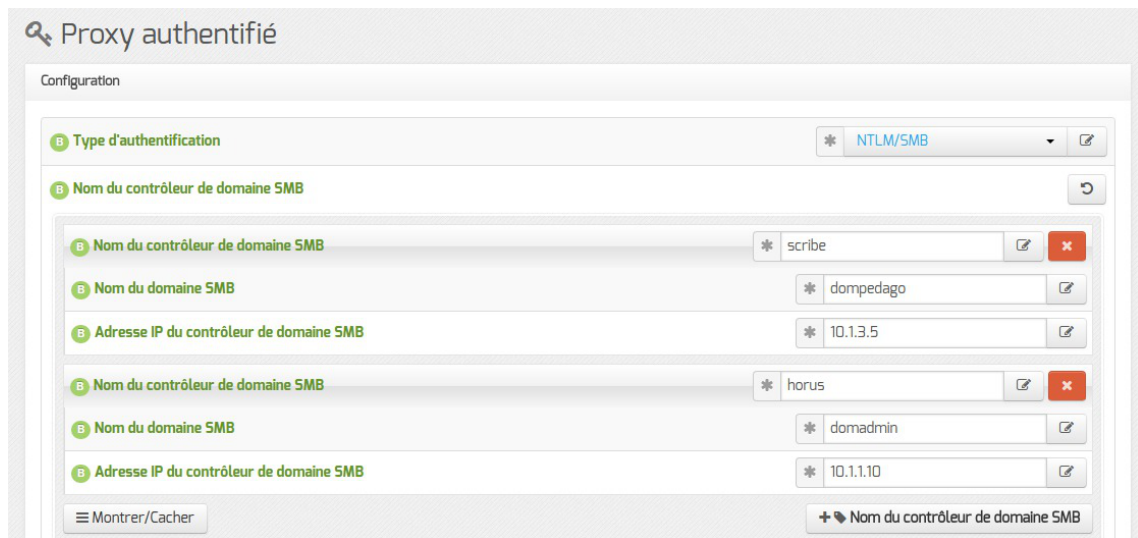 Proxy authentifié
Configuration
B Type d'authentification * NTLM/SMB
B Nom du contrôleur de domaine SMB
B Nom du contrôleur de domaine SMB * scribe
B Nom du domaine SMB * dompedago
B Adresse IP du contrôleur de domaine SMB * 10.1.3.5
B Nom du contrôleur de domaine SMB * horus
B Nom du domaine SMB * domadmin
B Adresse IP du contrôleur de domaine SMB * 10.1.1.10
Montrer/Cacher + Nom du contrôleur de domaine SMB